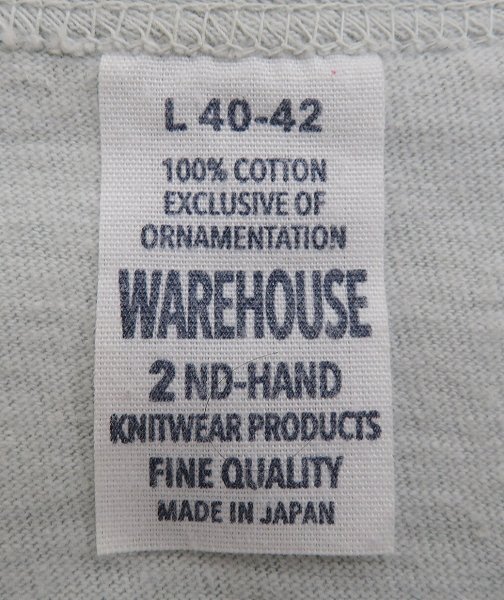 L 40-42
100% COTTON
EXCLUSIVE OF
ORNAMENTATION
WAREHOUSE
2 ND-HAND
KNITWEAR PRODUCTS
FINE QUALITY
MADE IN JAPAN